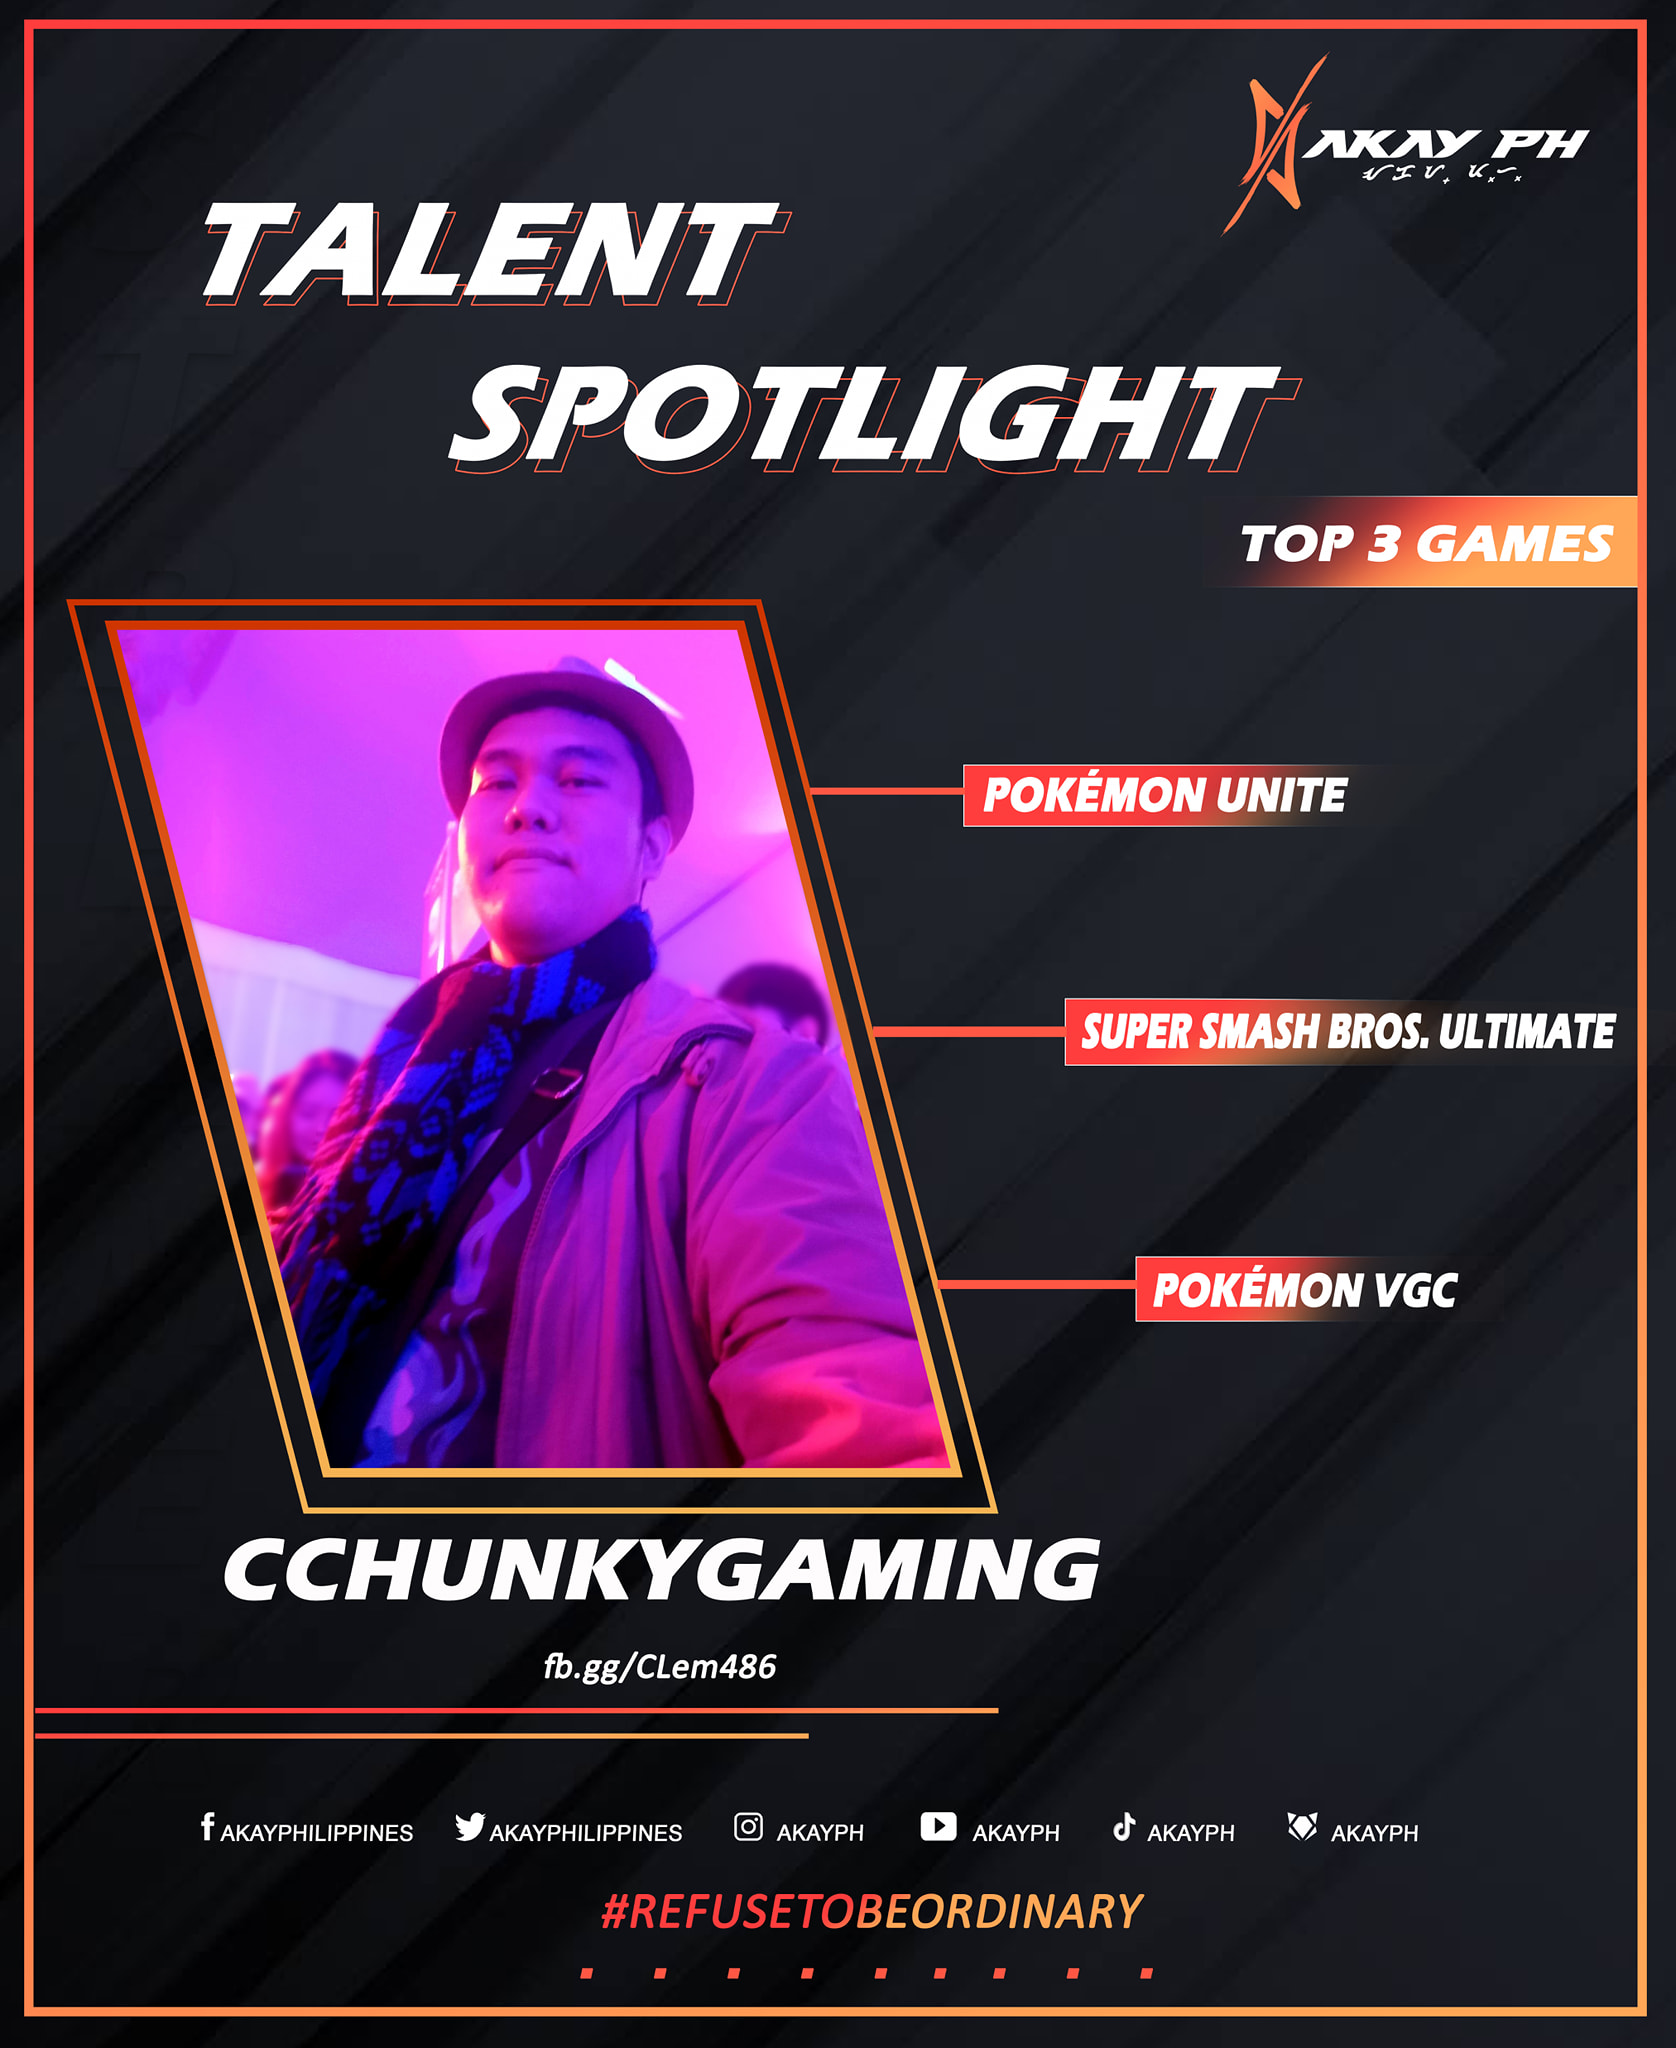 AKAY PH
TALENT
SPOTLIGHT
TOP 3 GAMES
POKÉMON UNITE
SUPER SMASH BROS. ULTIMATE
POKÉMON VGC
CCHUNKYGAMING
fb.gg/CLem486
AKAYPHILIPPINES AKAYPHILIPPINES AKAYPH AKAYPH AKAYPH AKAYPH
#REFUSETOBEORDINARY